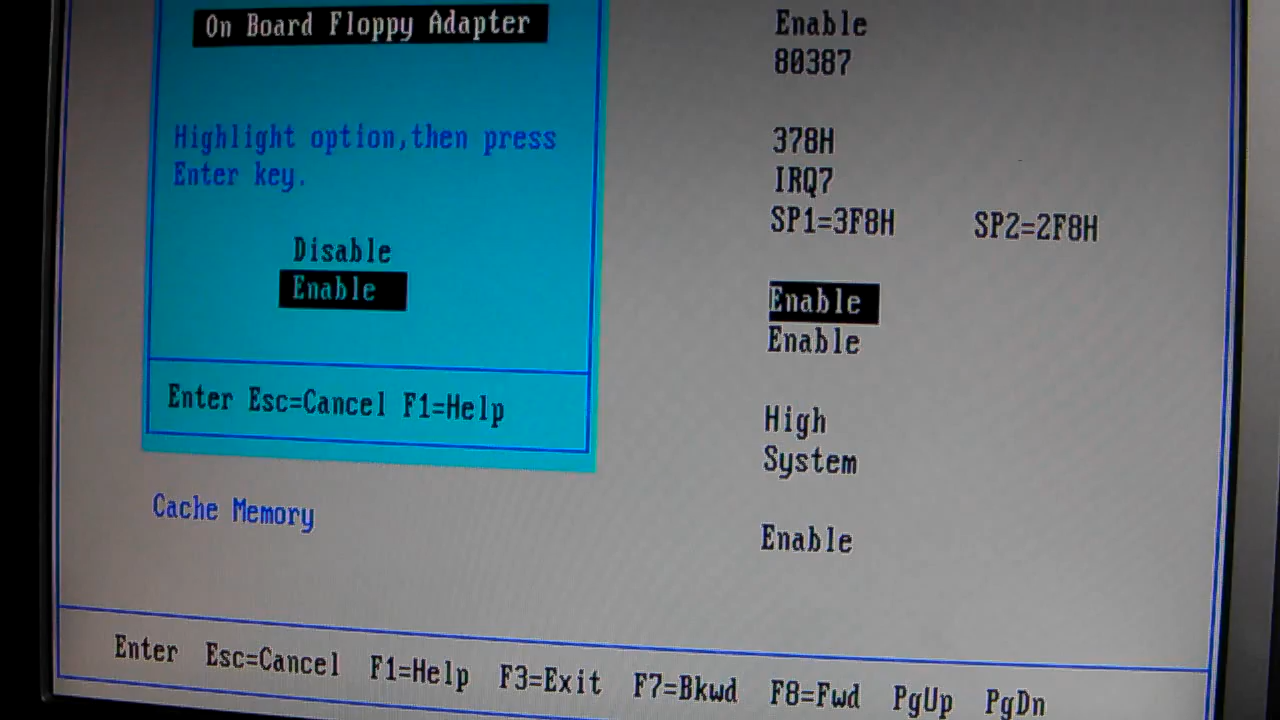 On Board Floppy Adapter
Highlight option,then press
Enter key.
Disable
Enable
Enter Esc=Cancel F1=Help
Cache Memory
Enable
80387
378H
IRQ7
SP1=3F8H SP2=2F8H
Enable
Enable
High
System
Enable
Enter Esc=Cancel F1=Help F3=Exit F7=Bkwd F8=Fwd PgUp PgDn